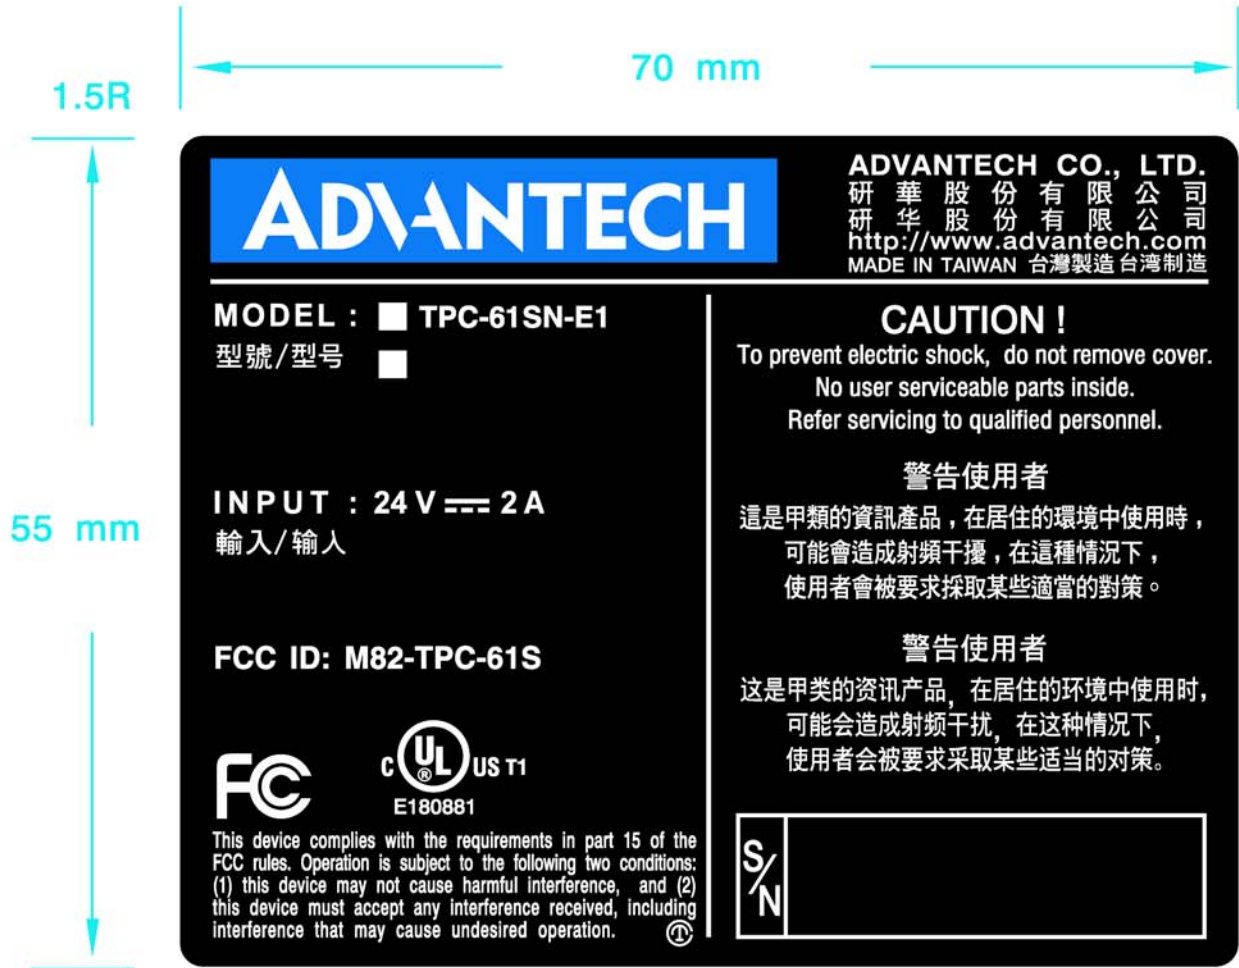 70 mm
1.5R
55 mm
ADVANTECH
ADVANTECH CO., LTD.
研華股份有限公司
研华股份有限公司
http://www.advantech.com
MADE IN TAIWAN 台灣製造台湾制造
MODEL : TPC-61SN-E1
型號/型号
INPUT : 24 V ⎓ 2 A
輸入/输入
FCC ID: M82-TPC-61S
FC
C UL ® US T1
E180881
This device complies with the requirements in part 15 of the
FCC rules. Operation is subject to the following two conditions:
(1) this device may not cause harmful interference, and (2)
this device must accept any interference received, including
interference that may cause undesired operation.
CAUTION !
To prevent electric shock, do not remove cover.
No user serviceable parts inside.
Refer servicing to qualified personnel.
警告使用者
這是甲類的資訊產品，在居住的環境中使用時，
可能會造成射頻干擾，在這種情況下，
使用者會被要求採取某些適當的對策。
警告使用者
这是甲类的资讯产品，在居住的环境中使用时，
可能会造成射频干扰，在这种情况下，
使用者会被要求采取某些适当的对策。
S/N